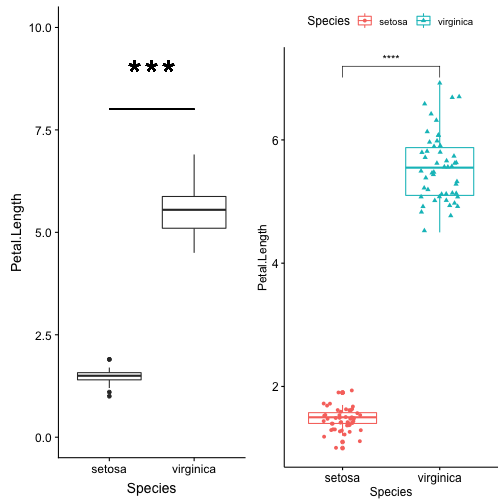 10.0
***
7.5
Petal.Length
5.0
2.5
0.0
setosa virginica
Species
Species setosa virginica
****
6
Petal.Length
4
2
setosa virginica
Species